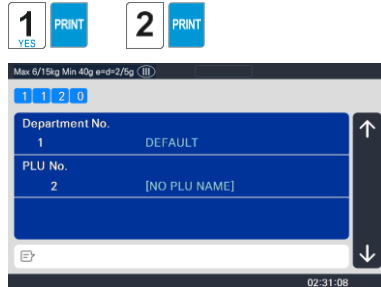 1 YES PRINT 2 PRINT
Max 6/15kg Min 40g e=d=2/5g (III)
1 1 2 0
Department No.
1 DEFAULT
PLU No.
2 [NO PLU NAME]
02:31:08